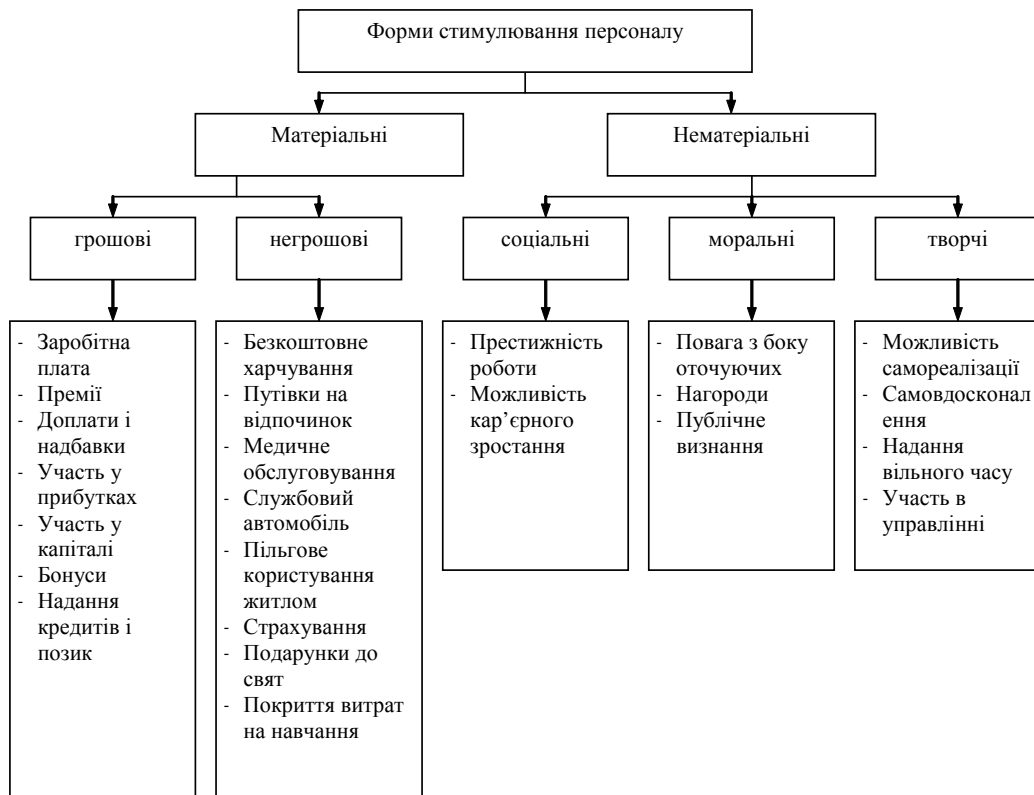 Форми стимулювання персоналу
Матеріальні
Нематеріальні
грошові
негрошові
соціальні
моральні
творчі
- Заробітна
плата
- Премії
- Доплати і
надбавки
- Участь у
прибутках
- Участь у
капіталі
- Бонуси
- Надання
кредитів і
позик
- Безкоштовне
харчування
- Путівки на
відпочинок
- Медичне
обслуговування
- Службовий
автомобіль
- Пільгове
користування
житлом
- Страхування
- Подарунки до
свят
- Покриття витрат
на навчання
- Престижність
роботи
- Можливість
кар’єрного
зростання
- Повага з боку
оточуючих
- Нагороди
- Публічне
визнання
- Можливість
самореалізації
- Самовдосконал
ення
- Надання
вільного часу
- Участь в
управлінні